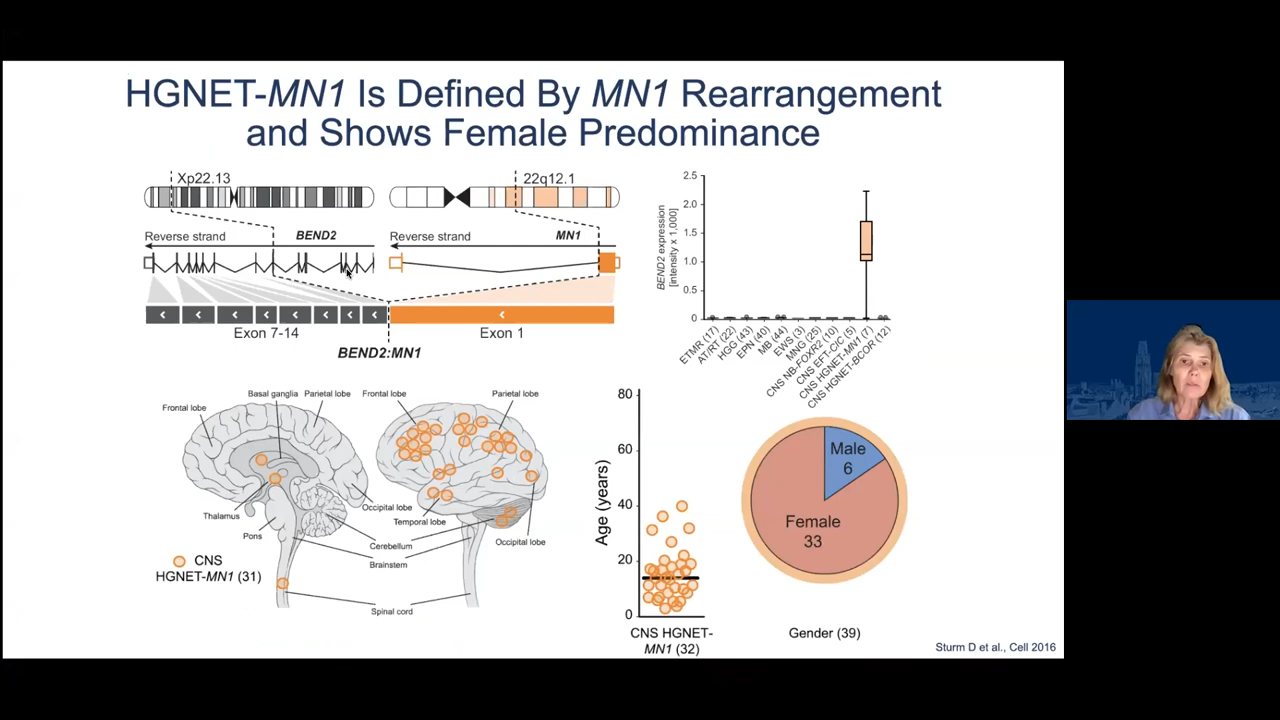 HGNET-MN1 Is Defined By MN1 Rearrangement
and Shows Female Predominance
Xp22.13
22q12.1
Reverse strand
BEND2
Reverse strand
MN1
Exon 7-14
Exon 1
BEND2:MN1
BEND2 expression
[intensity x 1,000]
2.5
2.0
1.5
1.0
0.5
0
ETMR (17)
AT/RT (22)
HGG (43)
EPN (40)
MB (44)
EWS (3)
MNG (25)
CNS NB-FOXR2 (10)
CNS EFT-CIC (5)
CNS HGNET-MN1 (7)
CNS HGNET-BCOR (12)
Frontal lobe
Basal ganglia
Parietal lobe
Frontal lobe
Parietal lobe
Thalamus
Pons
Occipital lobe
Temporal lobe
Cerebellum
Brainstem
Occipital lobe
Spinal cord
CNS
HGNET-MN1 (31)
Age (years)
80
60
40
20
0
CNS HGNET-
MN1 (32)
Male
6
Female
33
Gender (39)
Sturm D et al., Cell 2016